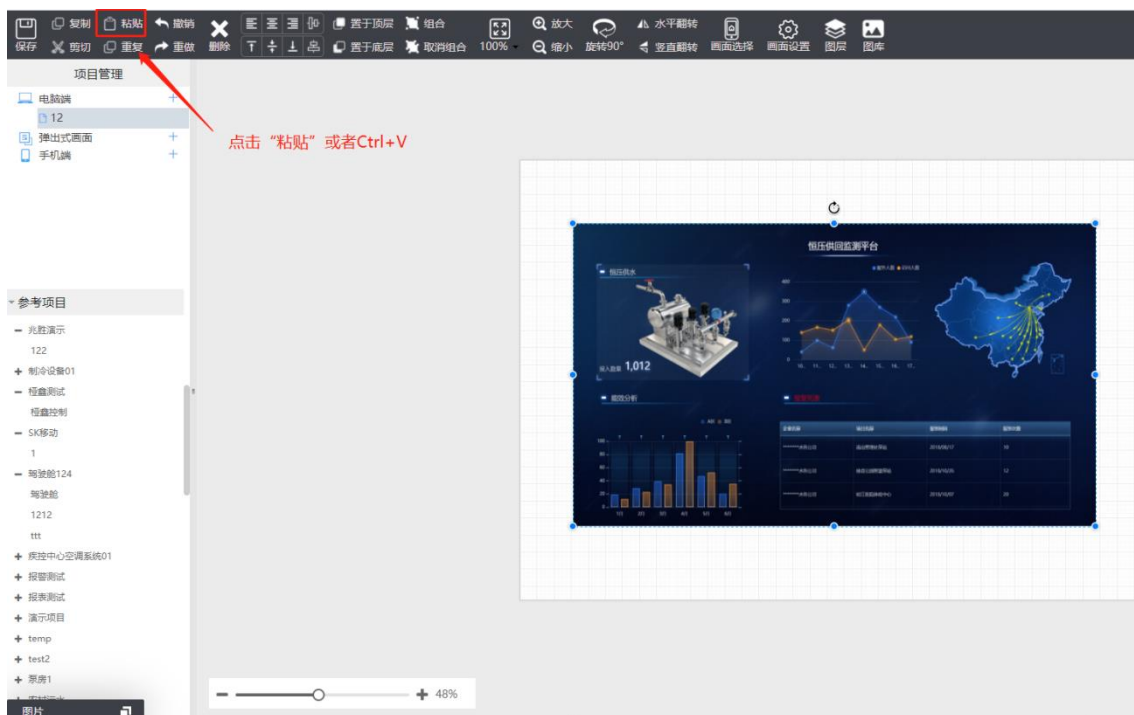 复制 粘贴 撤销 置于顶层 组合 放大 水平翻转
保存 剪切 重复 重做 删除 置于底层 取消组合 100% 缩小 旋转90° 竖直翻转 画面选择 画面设置 图层 图库
项目管理
电脑端
12
弹出式画面
手机端
点击“粘贴”或者Ctrl+V
恒压供回监测平台
恒压供水
1,012
能效分析
参考项目
兆胜演示
122
制冷设备01
极鑫测试
极鑫控制
SK移动
1
驾驶舱124
驾驶舱
1212
ttt
疾控中心空调系统01
报警测试
报表测试
演示项目
temp
test2
泵房1
图片
48%